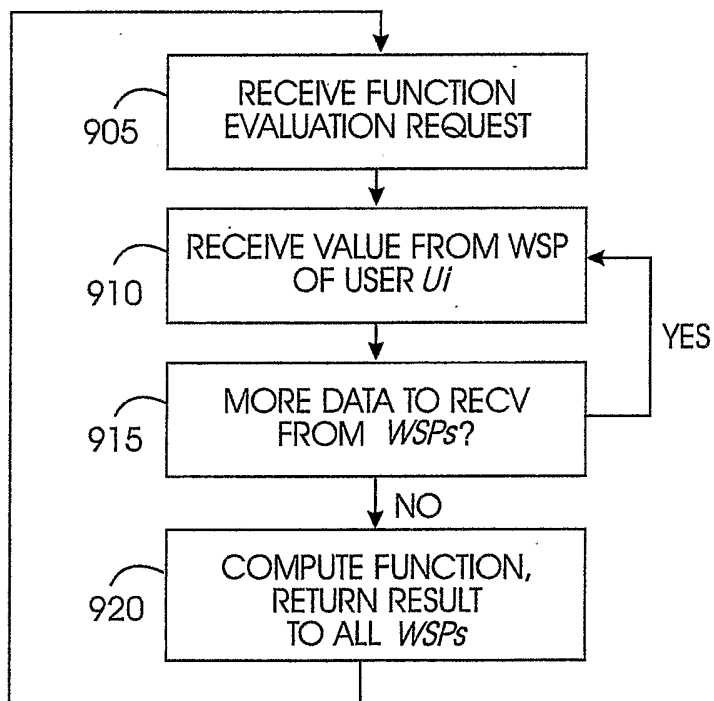 RECEIVE FUNCTION
EVALUATION REQUEST
905
RECEIVE VALUE FROM WSP
OF USER Ui
910
YES
MORE DATA TO RECV
FROM WSPs?
915
NO
COMPUTE FUNCTION,
RETURN RESULT
TO ALL WSPs
920